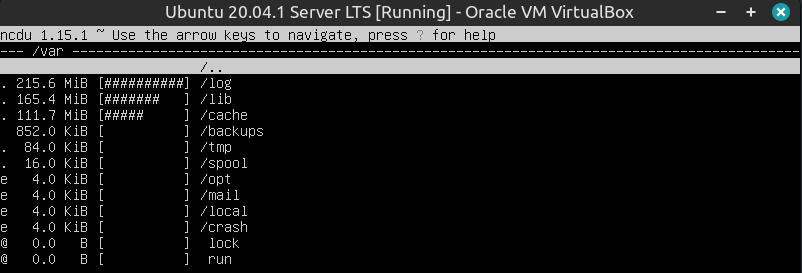 Ubuntu 20.04.1 Server LTS [Running] - Oracle VM VirtualBox
ncdu 1.15.1 ~ Use the arrow keys to navigate, press ? for help
--- /var ----------------------------------------------------------------------------------
                         /..
. 215.6 MiB [##########] /log
. 165.4 MiB [#######   ] /lib
. 111.7 MiB [#####     ] /cache
  852.0 KiB [          ] /backups
.  84.0 KiB [          ] /tmp
.  16.0 KiB [          ] /spool
e   4.0 KiB [          ] /opt
e   4.0 KiB [          ] /mail
e   4.0 KiB [          ] /local
e   4.0 KiB [          ] /crash
@   0.0   B [          ]  lock
@   0.0   B [          ]  run